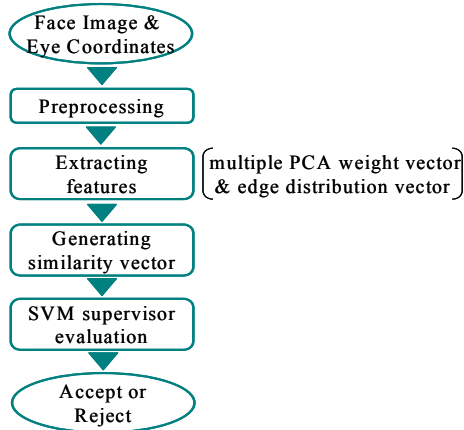 Face Image &
Eye Coordinates
Preprocessing
Extracting
features
multiple PCA weight vector
& edge distribution vector
Generating
similarity vector
SVM supervisor
evaluation
Accept or
Reject